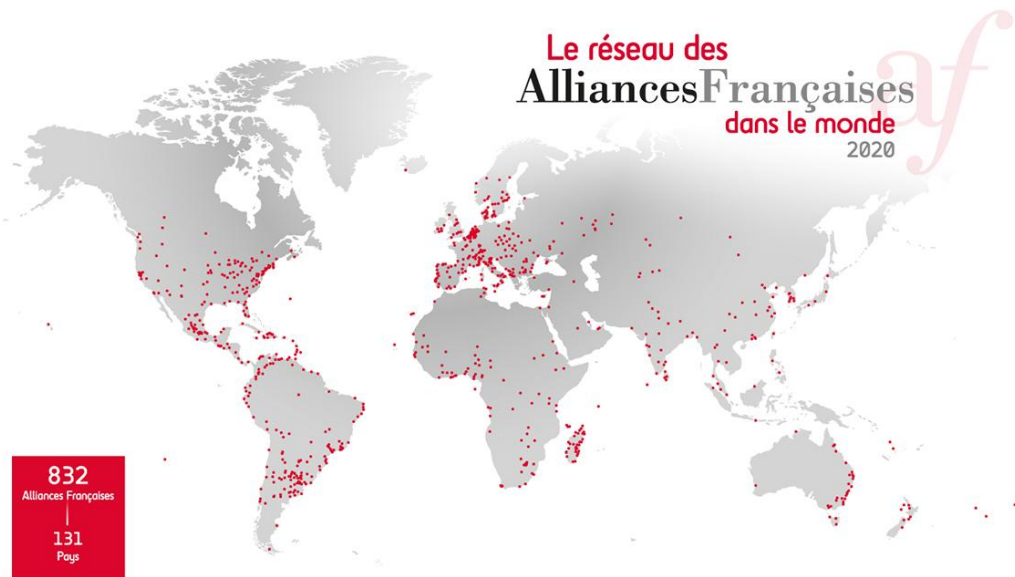 Le réseau des
AlliancesFrançaises
dans le monde
2020
af
832
Alliances Françaises
131
Pays